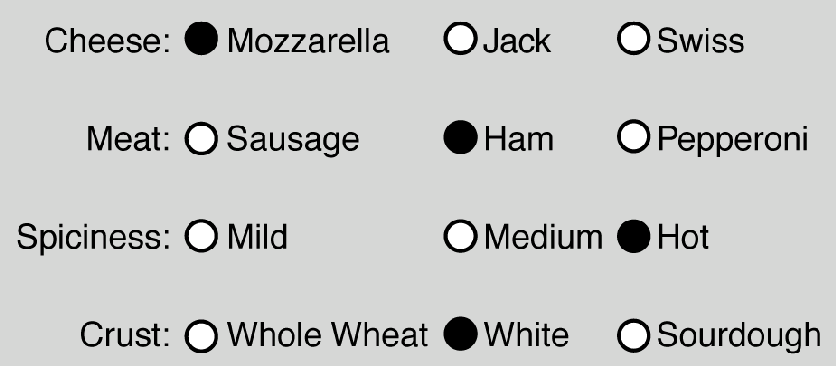 Cheese: Mozzarella Jack Swiss
Meat: Sausage Ham Pepperoni
Spiciness: Mild Medium Hot
Crust: Whole Wheat White Sourdough